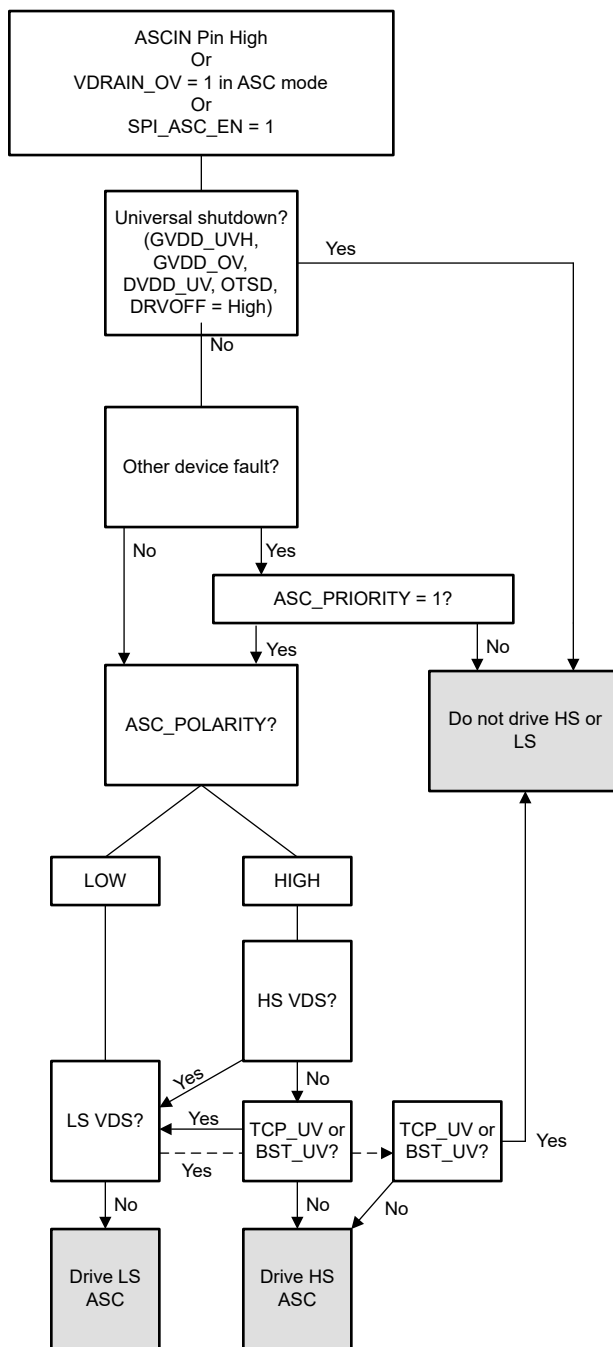 ASCIN Pin High
Or
VDRAIN_OV = 1 in ASC mode
Or
SPI_ASC_EN = 1
Universal shutdown?
(GVDD_UVH,
GVDD_OV,
DVDD_UV, OTSD,
DRVOFF = High)
Yes
No
Other device fault?
No
Yes
ASC_PRIORITY = 1?
Yes
No
ASC_POLARITY?
Do not drive HS or
LS
LOW
HIGH
HS VDS?
Yes
No
LS VDS?
Yes
TCP_UV or
BST_UV?
TCP_UV or
BST_UV?
Yes
Yes
No
No
No
Drive LS
ASC
Drive HS
ASC